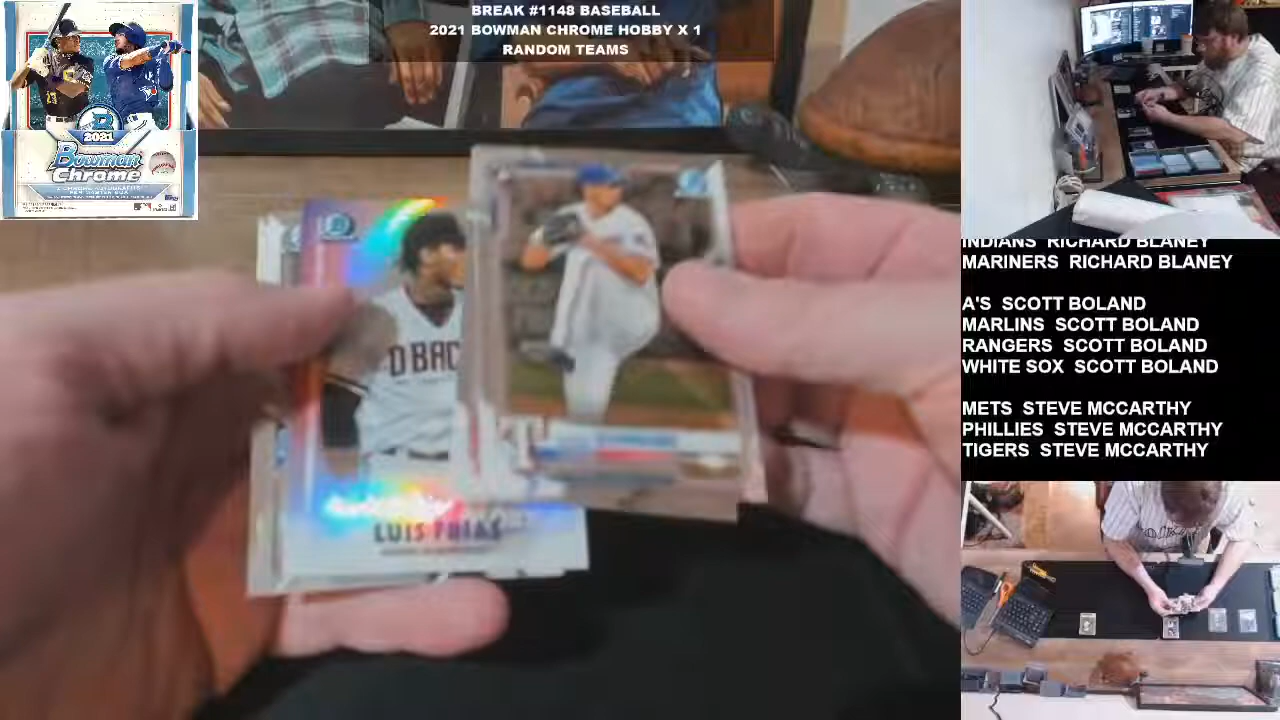 BREAK #1148 BASEBALL
2021 BOWMAN CHROME HOBBY X 1
RANDOM TEAMS
2021
Bowman
Chrome
D BAC
LUIS FRIAS
T
INDIANS RICHARD BLANEY
MARINERS RICHARD BLANEY
A'S SCOTT BOLAND
MARLINS SCOTT BOLAND
RANGERS SCOTT BOLAND
WHITE SOX SCOTT BOLAND
METS STEVE MCCARTHY
PHILLIES STEVE MCCARTHY
TIGERS STEVE MCCARTHY